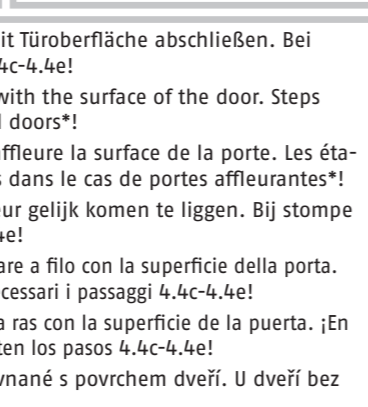 it Türoberfläche abschließen. Bei
4c-4.4e!
with the surface of the door. Steps
doors*!
affleure la surface de la porte. Les éta-
s dans le cas de portes affleurantes*!
ur gelijk komen te liggen. Bij stompe
4e!
are a filo con la superficie della porta.
cessari i passaggi 4.4c-4.4e!
a ras con la superficie de la puerta. ¡En
ten los pasos 4.4c-4.4e!
vnané s povrchem dveří. U dveří bez